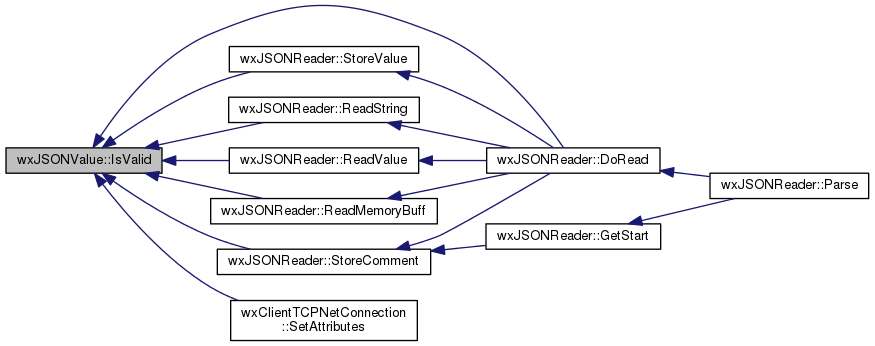 wxJSONValue::IsValid
wxJSONReader::StoreValue
wxJSONReader::ReadString
wxJSONReader::ReadValue
wxJSONReader::ReadMemoryBuff
wxJSONReader::StoreComment
wxClientTCPNetConnection
::SetAttributes
wxJSONReader::DoRead
wxJSONReader::GetStart
wxJSONReader::Parse